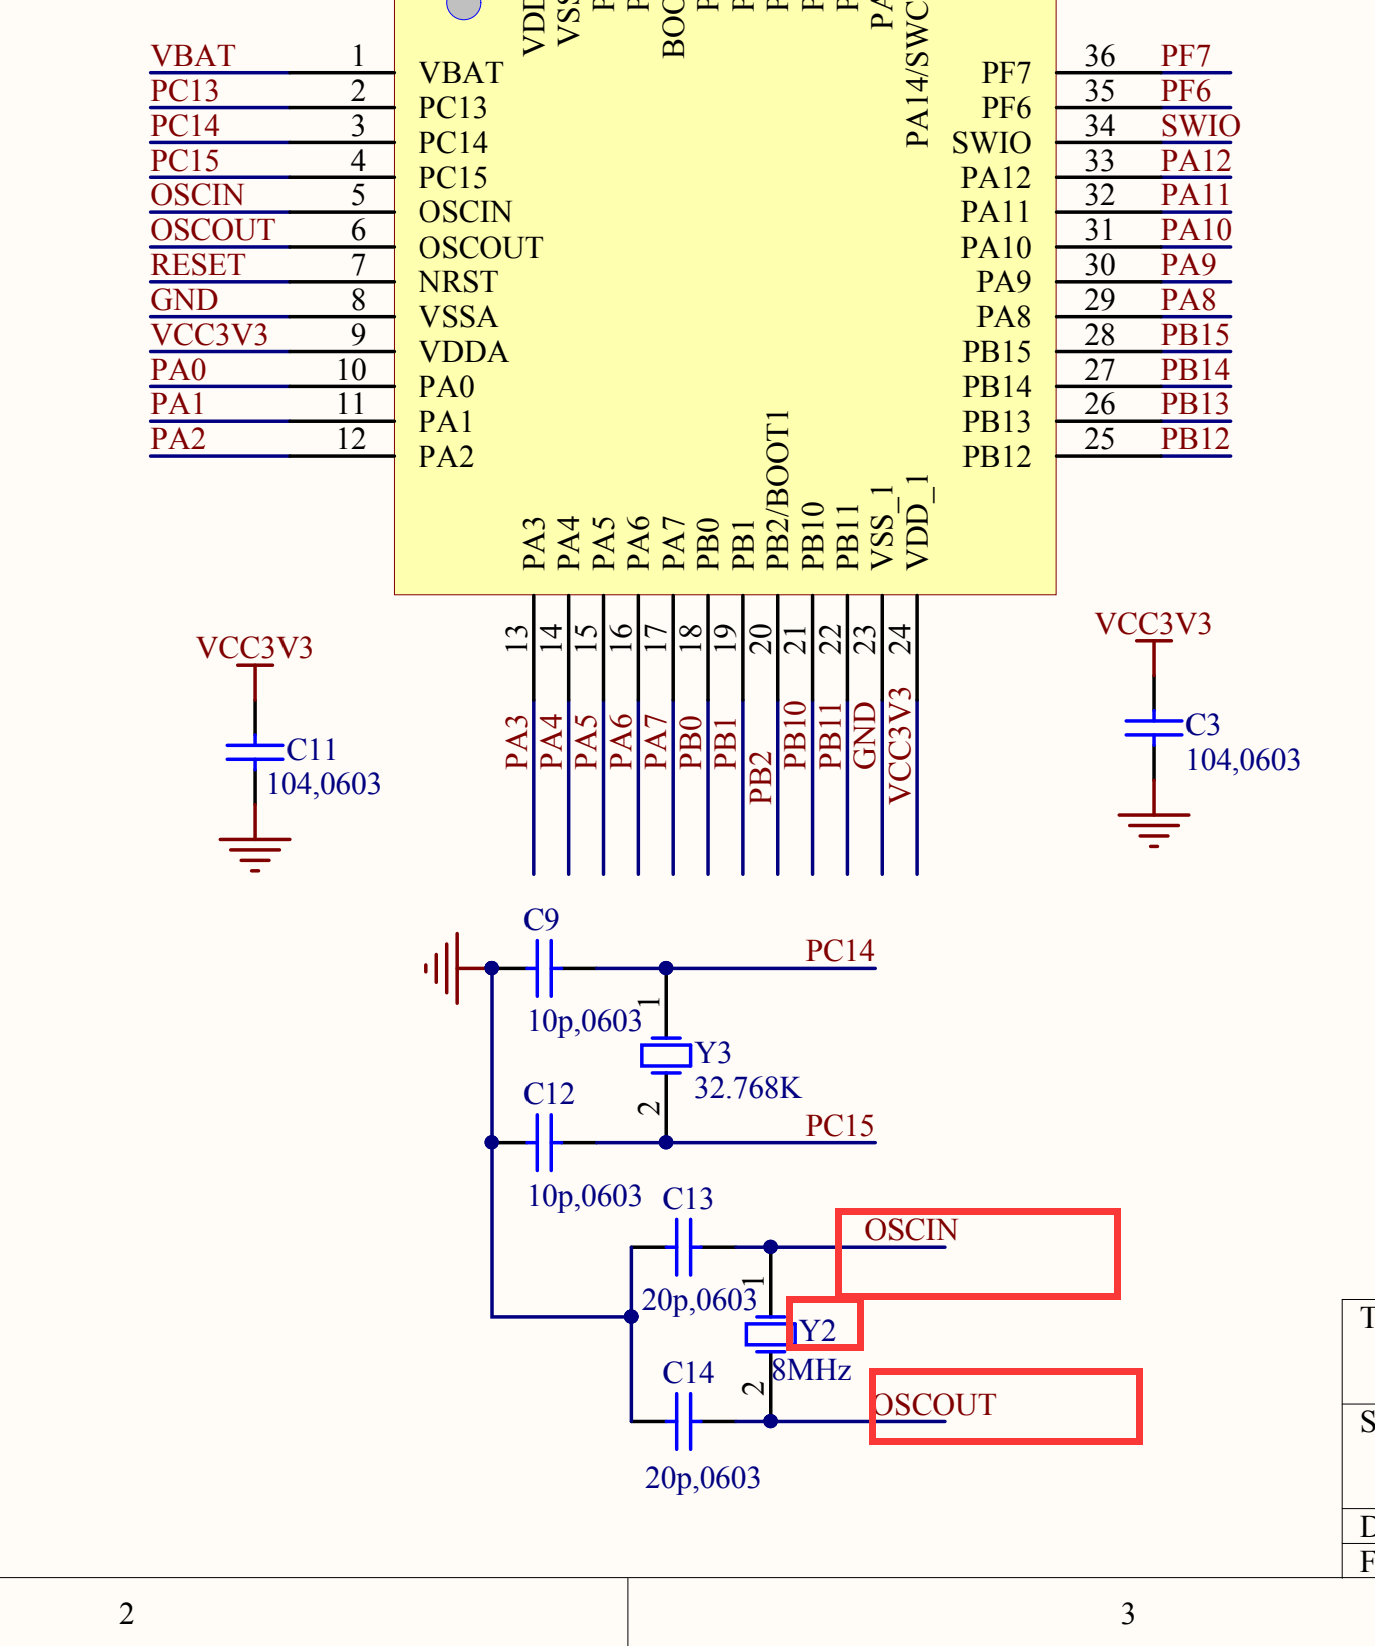 VDD
VSS
BOO
PA
PA14/SWC
VBAT 1 VBAT
PC13 2 PC13
PC14 3 PC14
PC15 4 PC15
OSCIN 5 OSCIN
OSCOUT 6 OSCOUT
RESET 7 NRST
GND 8 VSSA
VCC3V3 9 VDDA
PA0 10 PA0
PA1 11 PA1
PA2 12 PA2
PF7 36 PF7
PF6 35 PF6
SWIO 34 SWIO
PA12 33 PA12
PA11 32 PA11
PA10 31 PA10
PA9 30 PA9
PA8 29 PA8
PB15 28 PB15
PB14 27 PB14
PB13 26 PB13
PB12 25 PB12
PA3 13 PA3
PA4 14 PA4
PA5 15 PA5
PA6 16 PA6
PA7 17 PA7
PB0 18 PB0
PB1 19 PB1
PB2/BOOT1 20 PB2
PB10 21 PB10
PB11 22 PB11
VSS_1 23 GND
VDD_1 24 VCC3V3
VCC3V3
C11
104,0603
VCC3V3
C3
104,0603
C9
10p,0603
PC14
1
Y3
32.768K
2
C12
10p,0603
PC15
C13
20p,0603
OSCIN
1
Y2
8MHz
2
C14
20p,0603
OSCOUT
T
S
D
F
2
3